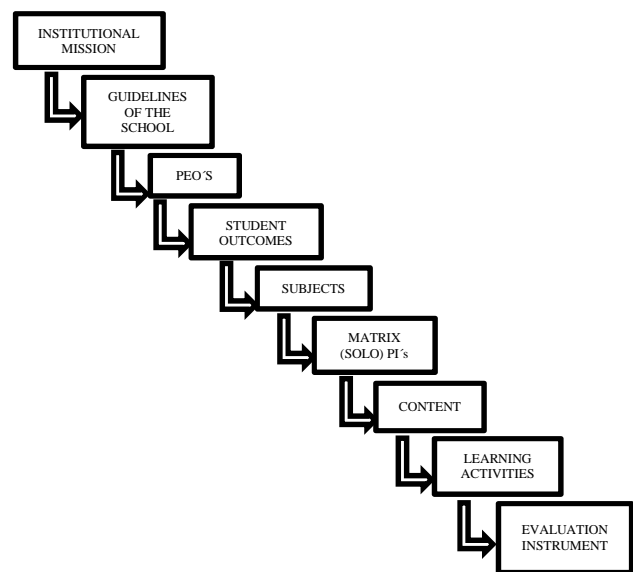 INSTITUTIONAL
MISSION
GUIDELINES
OF THE
SCHOOL
PEO´S
STUDENT
OUTCOMES
SUBJECTS
MATRIX
(SOLO) PI´s
CONTENT
LEARNING
ACTIVITIES
EVALUATION
INSTRUMENT